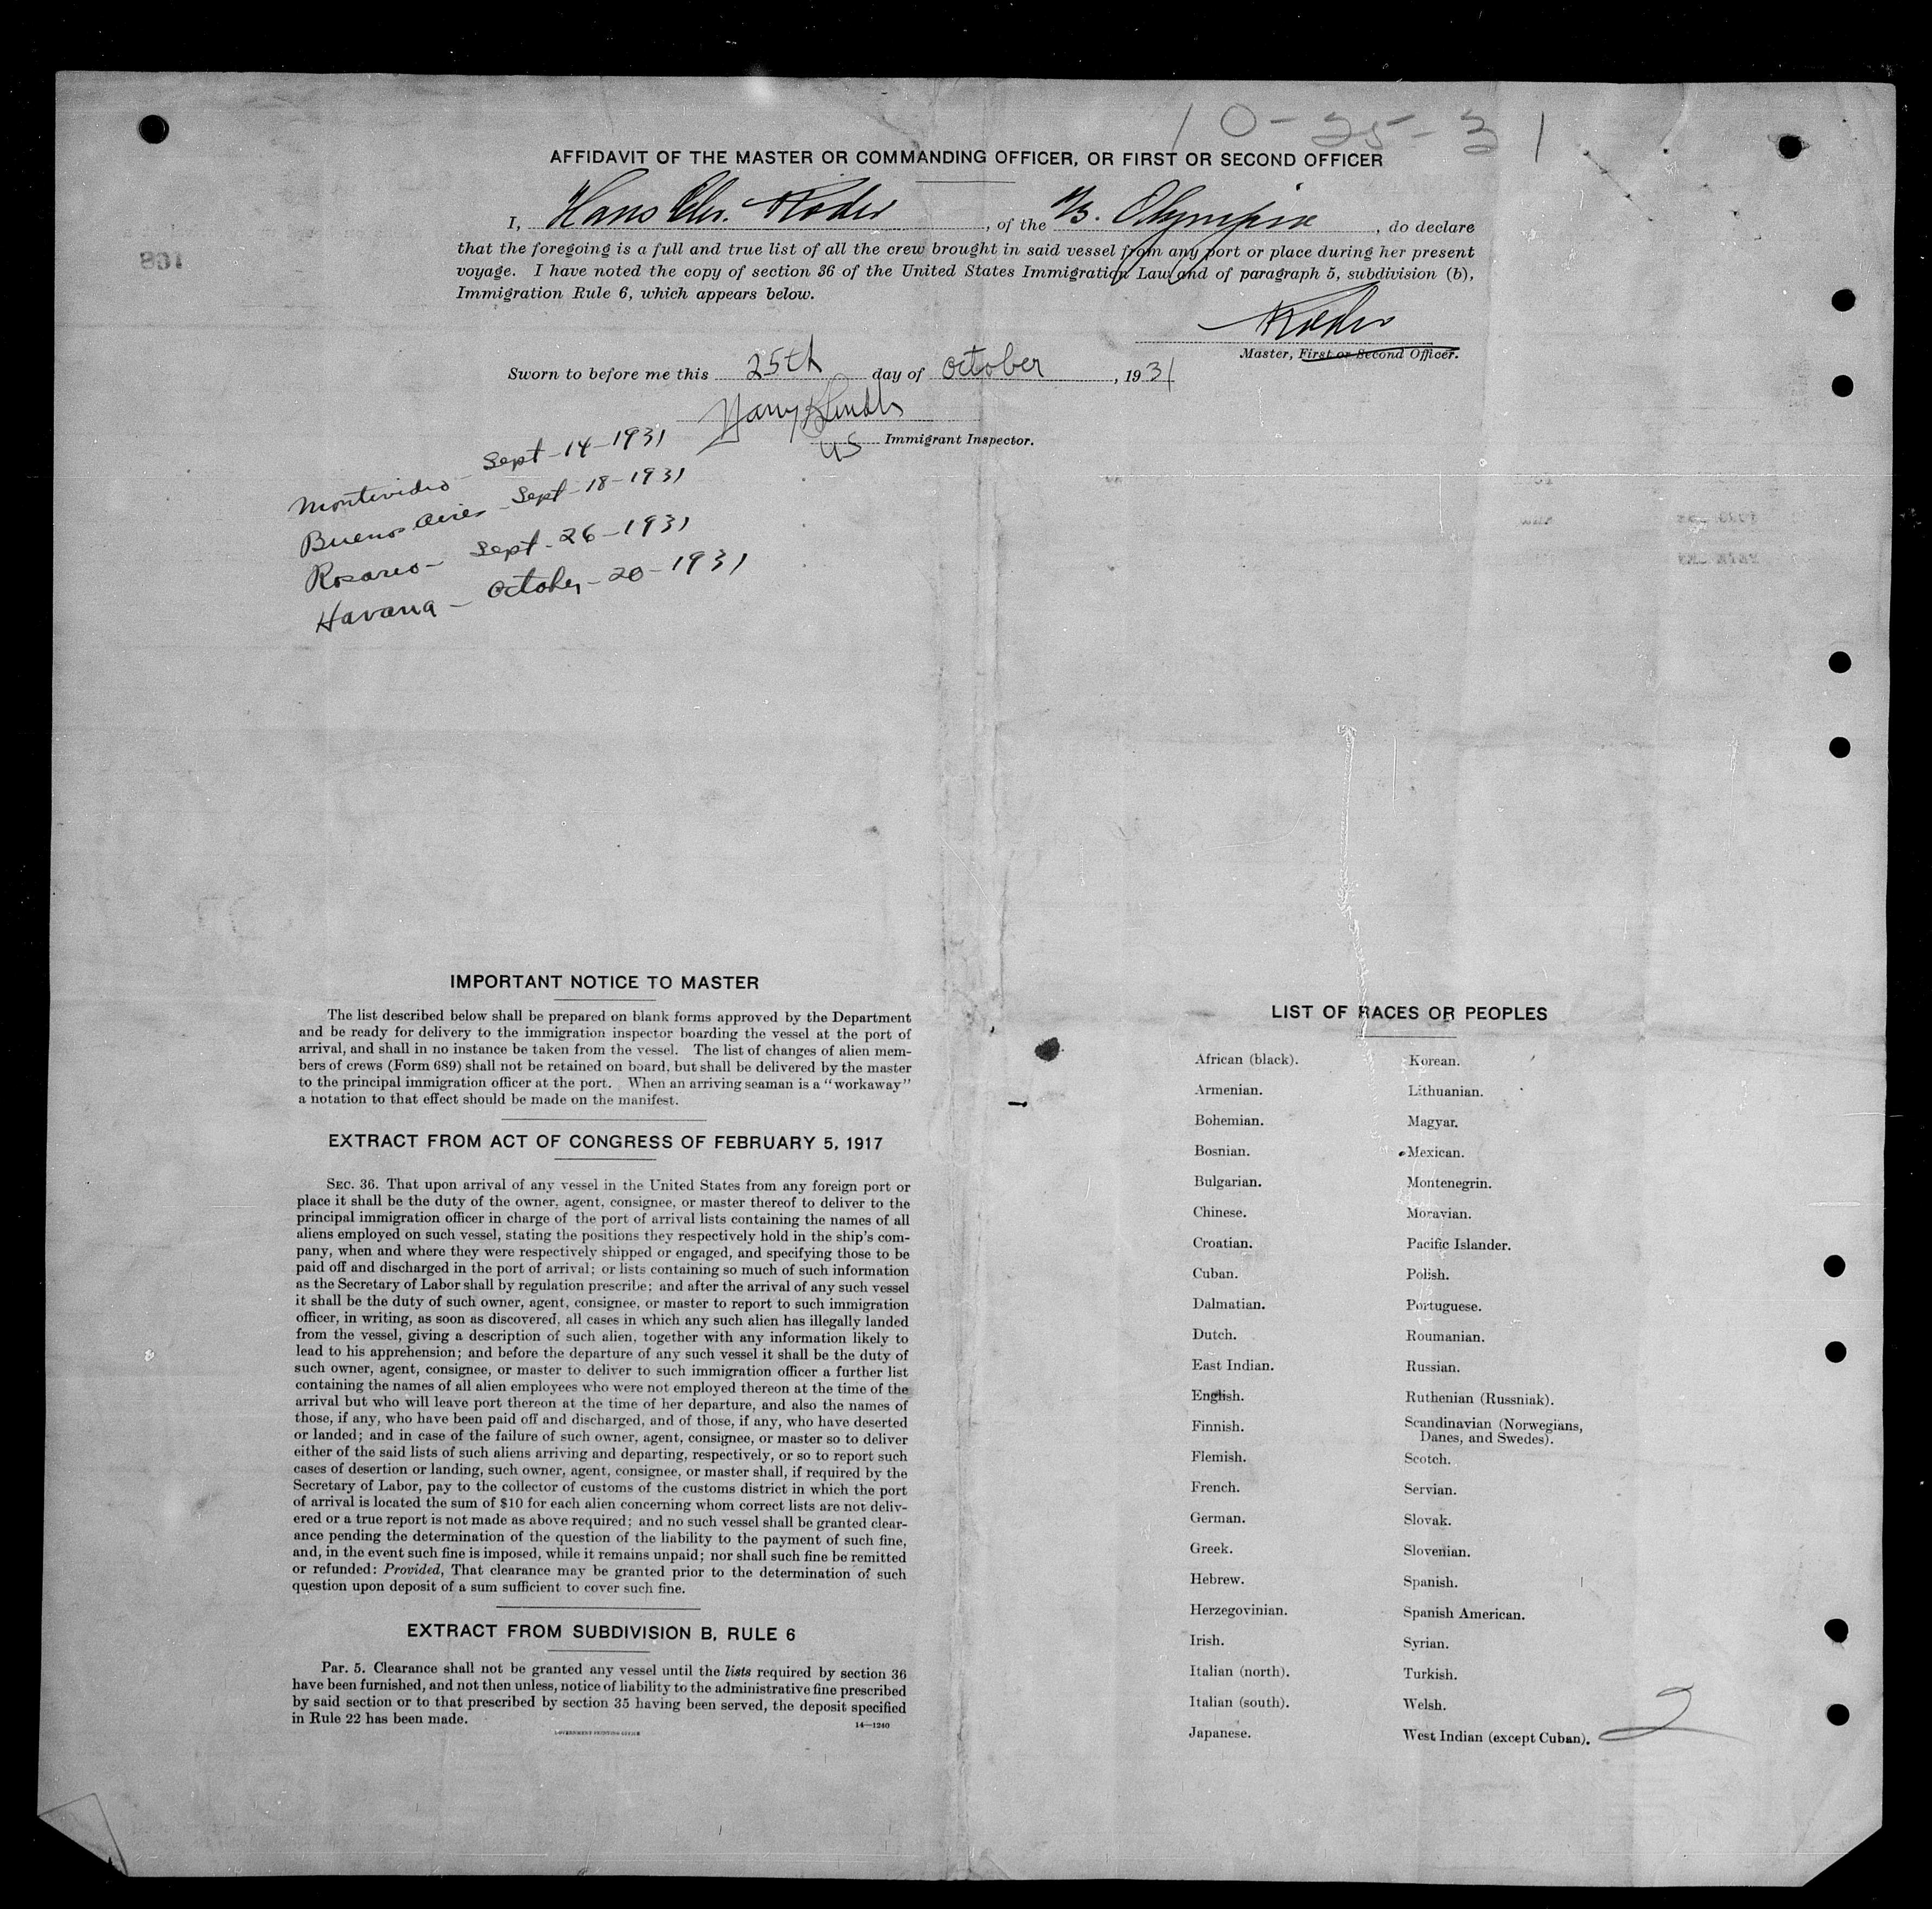 10-25-31
AFFIDAVIT OF THE MASTER OR COMMANDING OFFICER, OR FIRST OR SECOND OFFICER
I, Hans Chr. , of the Olympia, do declare
that the foregoing is a full and true list of all the crew brought in said vessel from any port or place during her present
voyage. I have noted the copy of section 36 of the United States Immigration Law and of paragraph 5, subdivision (b),
Immigration Rule 6, which appears below.
Master, First or Second Officer.
Sworn to before me this 25th day of October, 1931
Harry
US Immigrant Inspector.
Montevideo - Sept-14-1931
Buenos Aires - Sept-18-1931
Rosario - Sept-26-1931
Havana - October-20-1931
IMPORTANT NOTICE TO MASTER
The list described below shall be prepared on blank forms approved by the Department
and be ready for delivery to the immigration inspector boarding the vessel at the port of
arrival, and shall in no instance be taken from the vessel. The list of changes of alien mem-
bers of crews (Form 689) shall not be retained on board, but shall be delivered by the master
to the principal immigration officer at the port. When an arriving seaman is a "workaway"
a notation to that effect should be made on the manifest.
EXTRACT FROM ACT OF CONGRESS OF FEBRUARY 5, 1917
SEC. 36. That upon arrival of any vessel in the United States from any foreign port or
place it shall be the duty of the owner, agent, consignee, or master thereof to deliver to the
principal immigration officer in charge of the port of arrival lists containing the names of all
aliens employed on such vessel, stating the positions they respectively hold in the ship's com-
pany, when and where they were respectively shipped or engaged, and specifying those to be
paid off and discharged in the port of arrival; or lists containing so much of such information
as the Secretary of Labor shall by regulation prescribe; and after the arrival of any such vessel
it shall be the duty of such owner, agent, consignee, or master to report to such immigration
officer, in writing, as soon as discovered, all cases in which any such alien has illegally landed
from the vessel, giving a description of such alien, together with any information likely to
lead to his apprehension; and before the departure of any such vessel it shall be the duty of
such owner, agent, consignee, or master to deliver to such immigration officer a further list
containing the names of all alien employees who were not employed thereon at the time of the
arrival but who will leave port thereon at the time of her departure, and also the names of
those, if any, who have been paid off and discharged, and of those, if any, who have deserted
or landed; and in case of the failure of such owner, agent, consignee, or master so to deliver
either of the said lists of such aliens arriving and departing, respectively, or so to report such
cases of desertion or landing, such owner, agent, consignee, or master shall, if required by the
Secretary of Labor, pay to the collector of customs of the customs district in which the port
of arrival is located the sum of $10 for each alien concerning whom correct lists are not deliv-
ered or a true report is not made as above required; and no such vessel shall be granted clear-
ance pending the determination of the question of the liability to the payment of such fine,
and, in the event such fine is imposed, while it remains unpaid; nor shall such fine be remitted
or refunded: Provided, That clearance may be granted prior to the determination of such
question upon deposit of a sum sufficient to cover such fine.
EXTRACT FROM SUBDIVISION B, RULE 6
Par. 5. Clearance shall not be granted any vessel until the lists required by section 36
have been furnished, and not then unless, notice of liability to the administrative fine prescribed
by said section or to that prescribed by section 35 having been served, the deposit specified
in Rule 22 has been made.
14—1240
GOVERNMENT PRINTING OFFICE
LIST OF RACES OR PEOPLES
African (black).
Armenian.
Bohemian.
Bosnian.
Bulgarian.
Chinese.
Croatian.
Cuban.
Dalmatian.
Dutch.
East Indian.
English.
Finnish.
Flemish.
French.
German.
Greek.
Hebrew.
Herzegovinian.
Irish.
Italian (north).
Italian (south).
Japanese.
Korean.
Lithuanian.
Magyar.
Mexican.
Montenegrin.
Moravian.
Pacific Islander.
Polish.
Portuguese.
Roumanian.
Russian.
Ruthenian (Russniak).
Scandinavian (Norwegians,
Danes, and Swedes).
Scotch.
Servian.
Slovak.
Slovenian.
Spanish.
Spanish American.
Syrian.
Turkish.
Welsh.
West Indian (except Cuban).
2